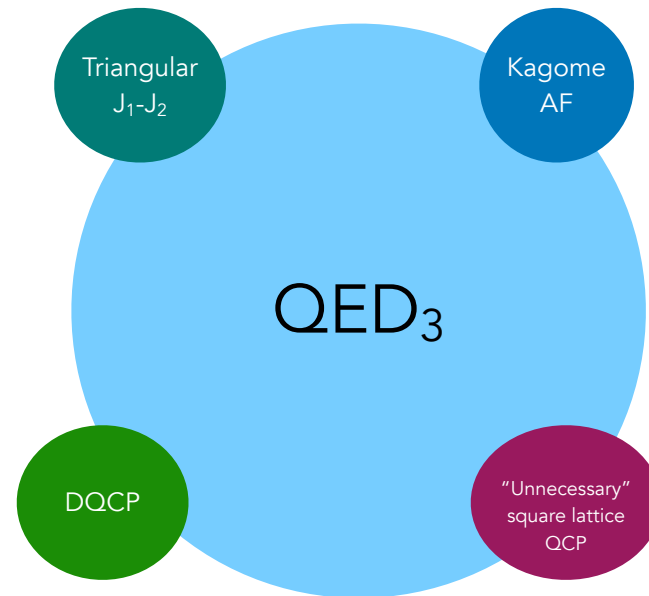 Triangular
J₁-J₂
Kagome
AF
QED₃
DQCP
“Unnecessary”
square lattice
QCP